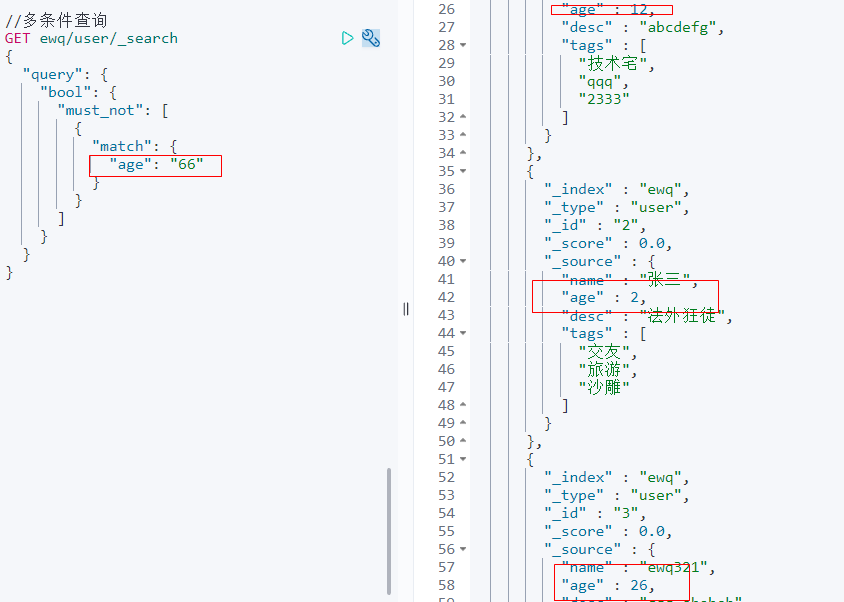 //多条件查询
GET ewq/user/_search
{
"query": {
"bool": {
"must_not": [
{
"match": {
"age": "66"
}
}
]
}
}
}
26 "age" : 12,
27 "desc" : "abcdefg",
28 "tags" : [
29 "技术宅",
30 "qqq",
31 "2333"
32 ]
33 }
34 },
35 {
36 "_index" : "ewq",
37 "_type" : "user",
38 "_id" : "2",
39 "_score" : 0.0,
40 "_source" : {
41 "name" : "张三",
42 "age" : 2,
43 "desc" : "法外狂徒",
44 "tags" : [
45 "交友",
46 "旅游",
47 "沙雕"
48 ]
49 }
50 },
51 {
52 "_index" : "ewq",
53 "_type" : "user",
54 "_id" : "3",
55 "_score" : 0.0,
56 "_source" : {
57 "name" : "ewq321",
58 "age" : 26,
59